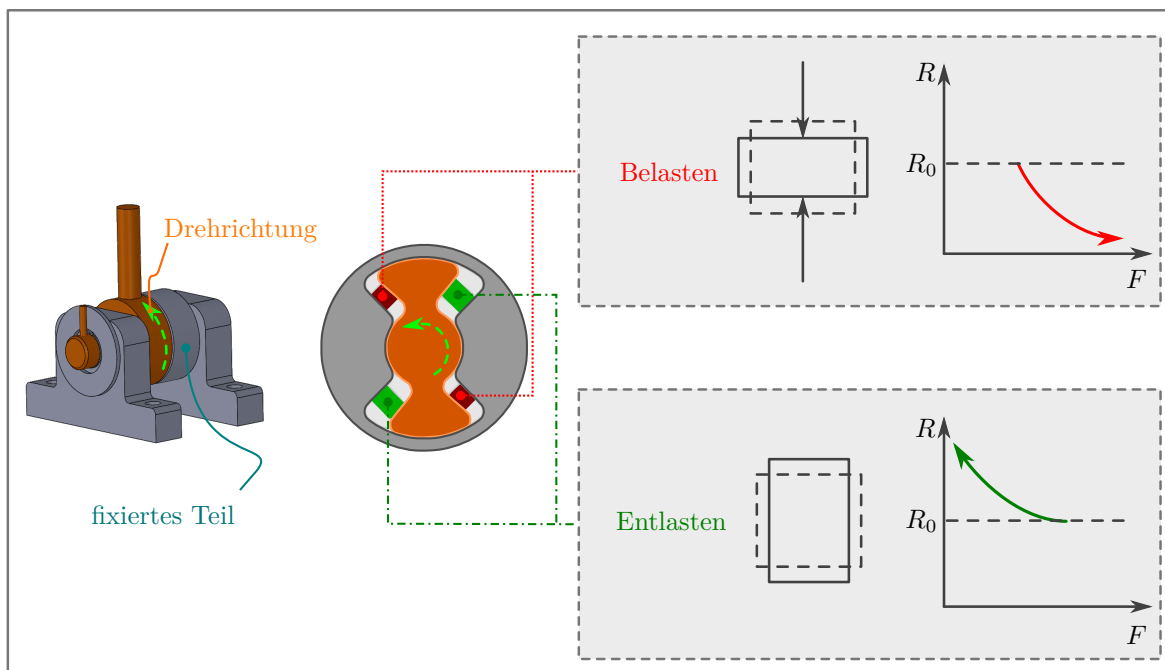 Drehrichtung
fixiertes Teil
Belasten
R
R₀
F
Entlasten
R
R₀
F